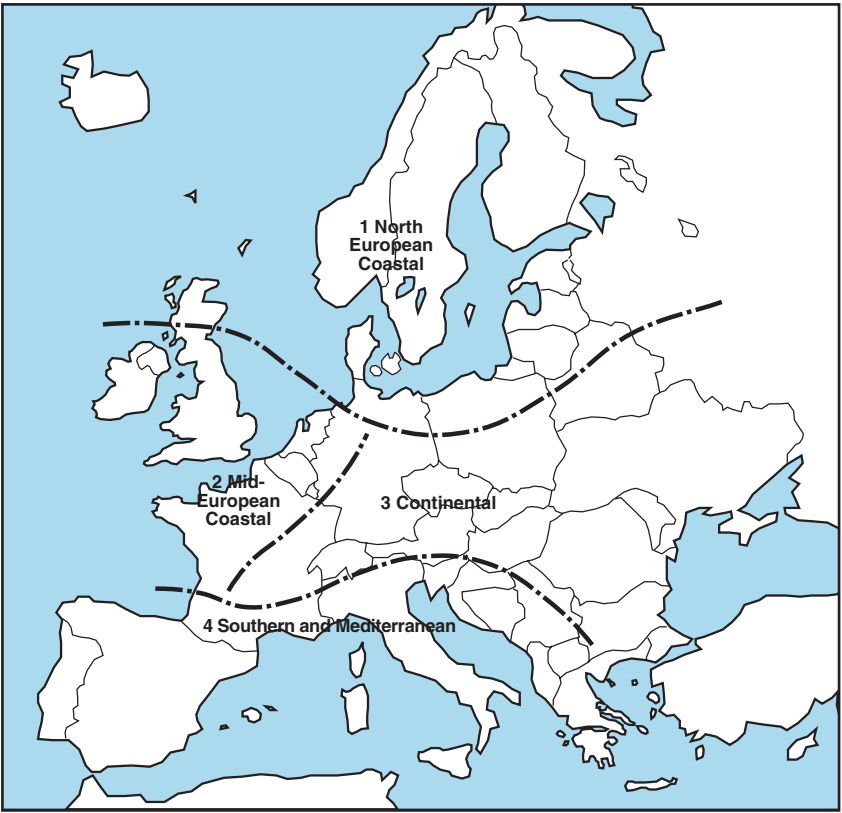 1 North
European
Coastal
2 Mid-
European
Coastal
3 Continental
4 Southern and Mediterranean